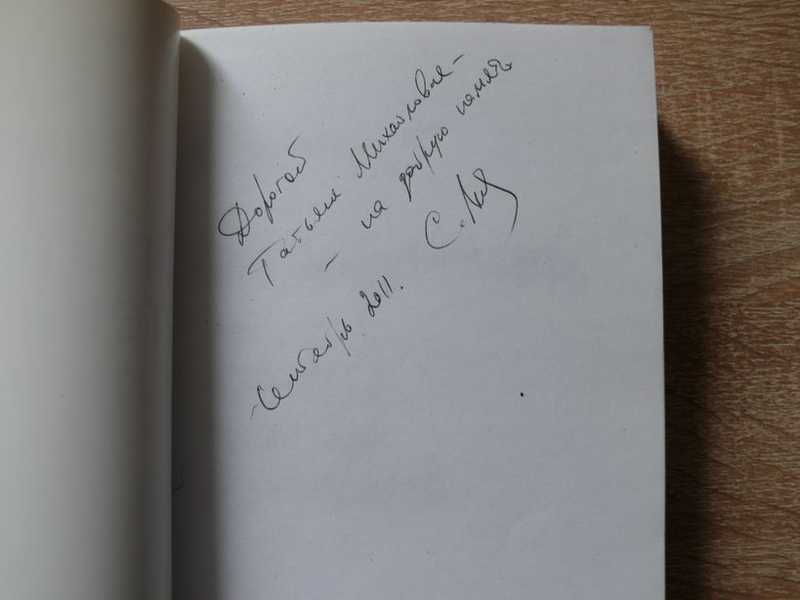 Дорогой
Татьяне Михайловне –
– на добрую память
С.
Сентябрь 2011.